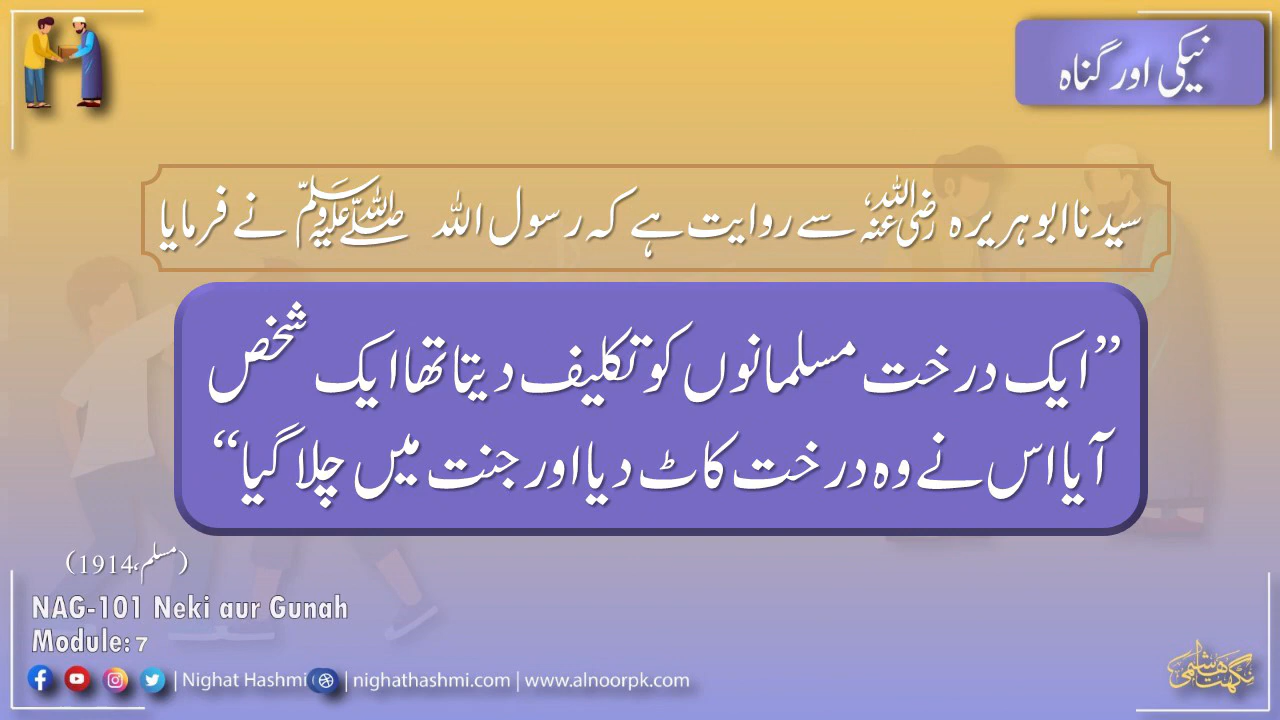 نیکی اور گناہ
سیدنا ابو ہریرہ رضی اللہ عنہ سے روایت ہے کہ رسول اللہ صلی اللہ علیہ وسلم نے فرمایا
”ایک درخت مسلمانوں کو تکلیف دیتا تھا ایک شخص
آیا اس نے وہ درخت کاٹ دیا اور جنت میں چلا گیا“
(مسلم،1914)
NAG-101 Neki aur Gunah
Module: 7
| Nighat Hashmi | nighathashmi.com | www.alnoorpk.com
نگہت ہاشمی